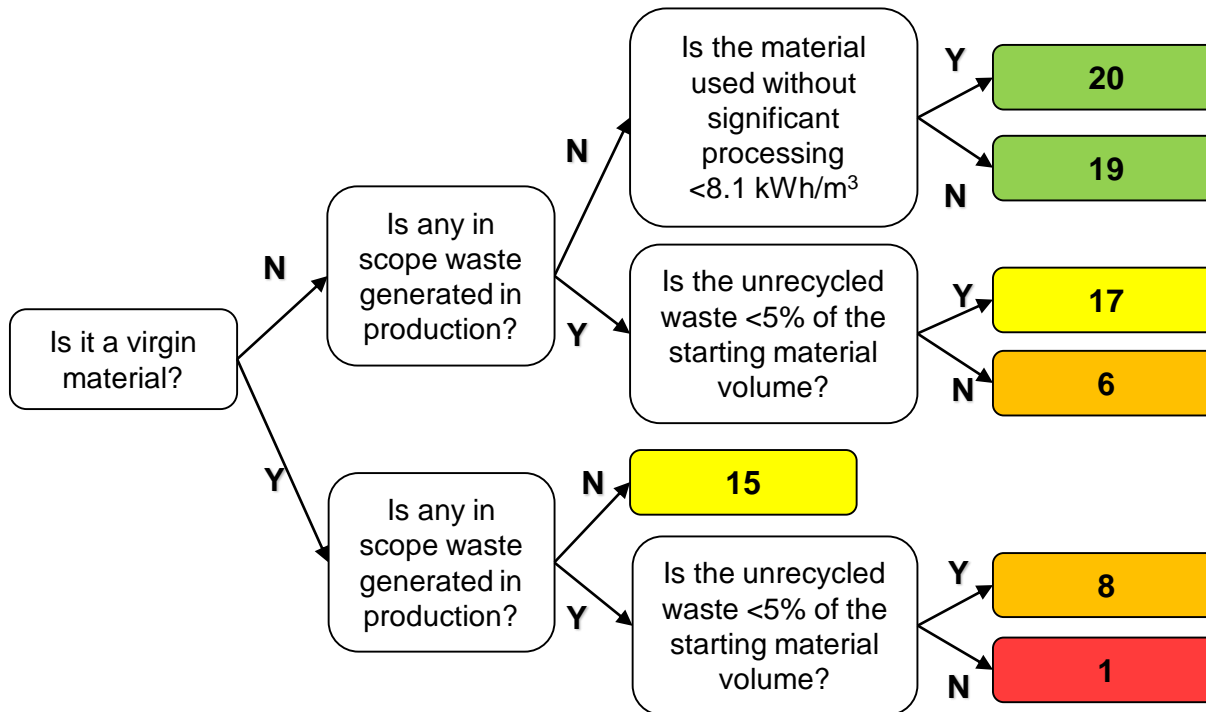 Is it a virgin
material?
N
Y
Is any in
scope waste
generated in
production?
N
Y
Is the material
used without
significant
processing
<8.1 kWh/m³
Y
20
N
19
Is the unrecycled
waste <5% of the
starting material
volume?
Y
17
N
6
Is any in
scope waste
generated in
production?
N
15
Y
Is the unrecycled
waste <5% of the
starting material
volume?
Y
8
N
1